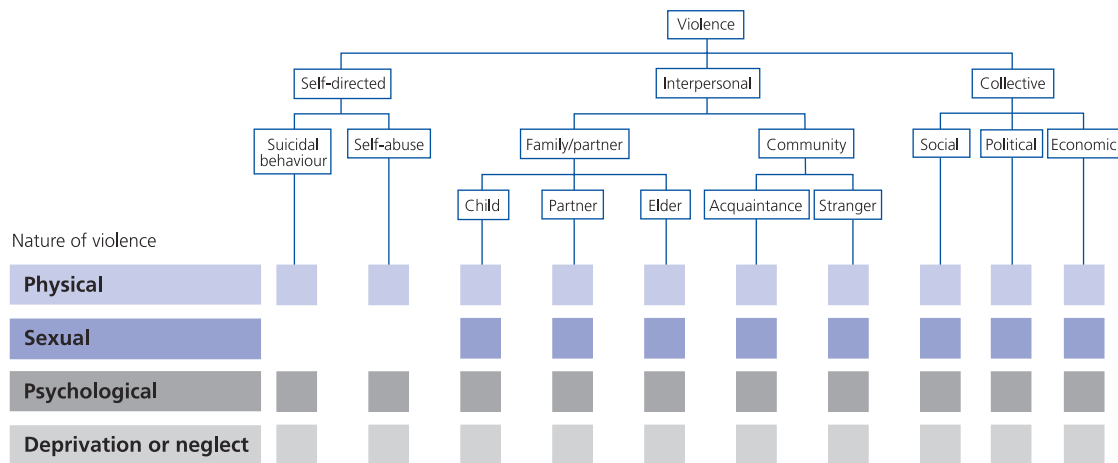 Violence
Self-directed
Interpersonal
Collective
Suicidal
behaviour
Self-abuse
Family/partner
Community
Social
Political
Economic
Child
Partner
Elder
Acquaintance
Stranger
Nature of violence
Physical
Sexual
Psychological
Deprivation or neglect